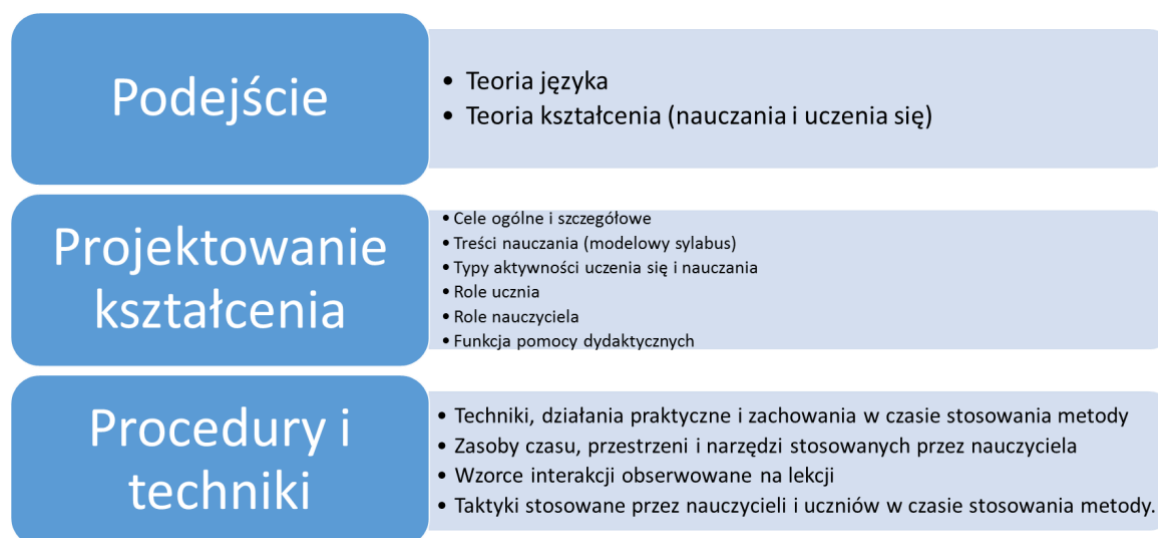 Podejście
• Teoria języka
• Teoria kształcenia (nauczania i uczenia się)
Projektowanie
kształcenia
• Cele ogólne i szczegółowe
• Treści nauczania (modelowy sylabus)
• Typy aktywności uczenia się i nauczania
• Role ucznia
• Role nauczyciela
• Funkcja pomocy dydaktycznych
Procedury i
techniki
• Techniki, działania praktyczne i zachowania w czasie stosowania metody
• Zasoby czasu, przestrzeni i narzędzi stosowanych przez nauczyciela
• Wzorce interakcji obserwowane na lekcji
• Taktyki stosowane przez nauczycieli i uczniów w czasie stosowania metody.